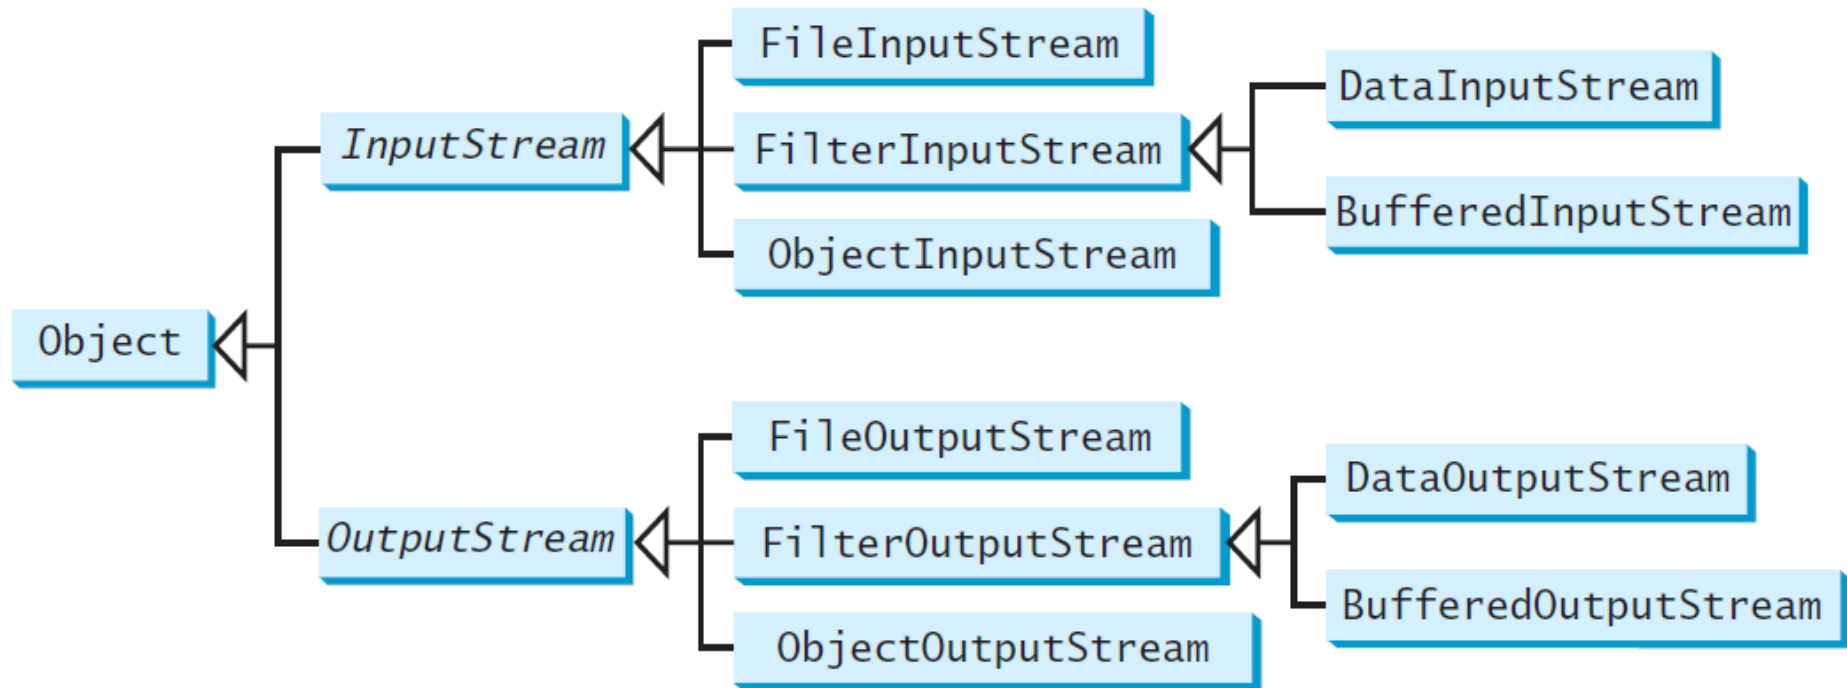 Object
InputStream
FileInputStream
FilterInputStream
ObjectInputStream
DataInputStream
BufferedInputStream
OutputStream
FileOutputStream
FilterOutputStream
ObjectOutputStream
DataOutputStream
BufferedOutputStream